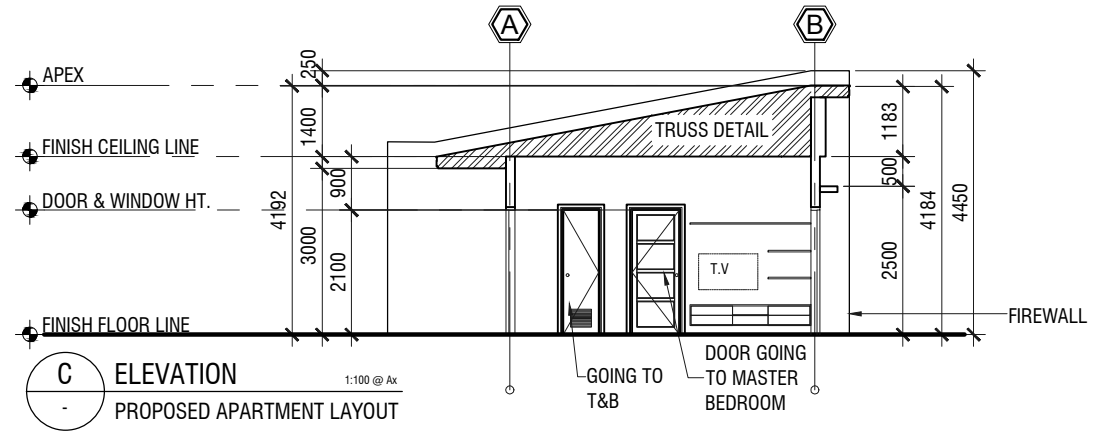 A
B
APEX
250
1400
TRUSS DETAIL
1183
FINISH CEILING LINE
900
500
DOOR & WINDOW HT.
4192
3000
2100
T.V
2500
4184
4450
FINISH FLOOR LINE
FIREWALL
C
-
ELEVATION
1:100 @ Ax
PROPOSED APARTMENT LAYOUT
GOING TO
T&B
DOOR GOING
TO MASTER
BEDROOM